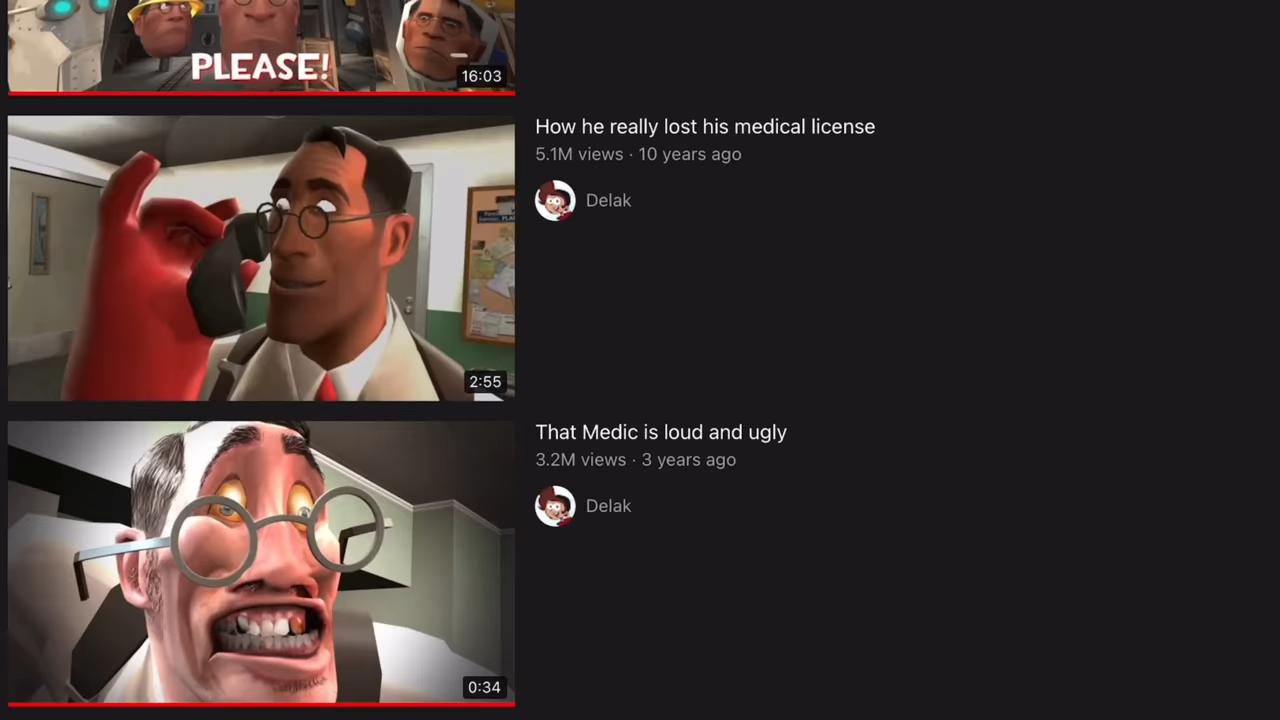 PLEASE!
16:03
How he really lost his medical license
5.1M views · 10 years ago
Delak
2:55
That Medic is loud and ugly
3.2M views · 3 years ago
Delak
0:34